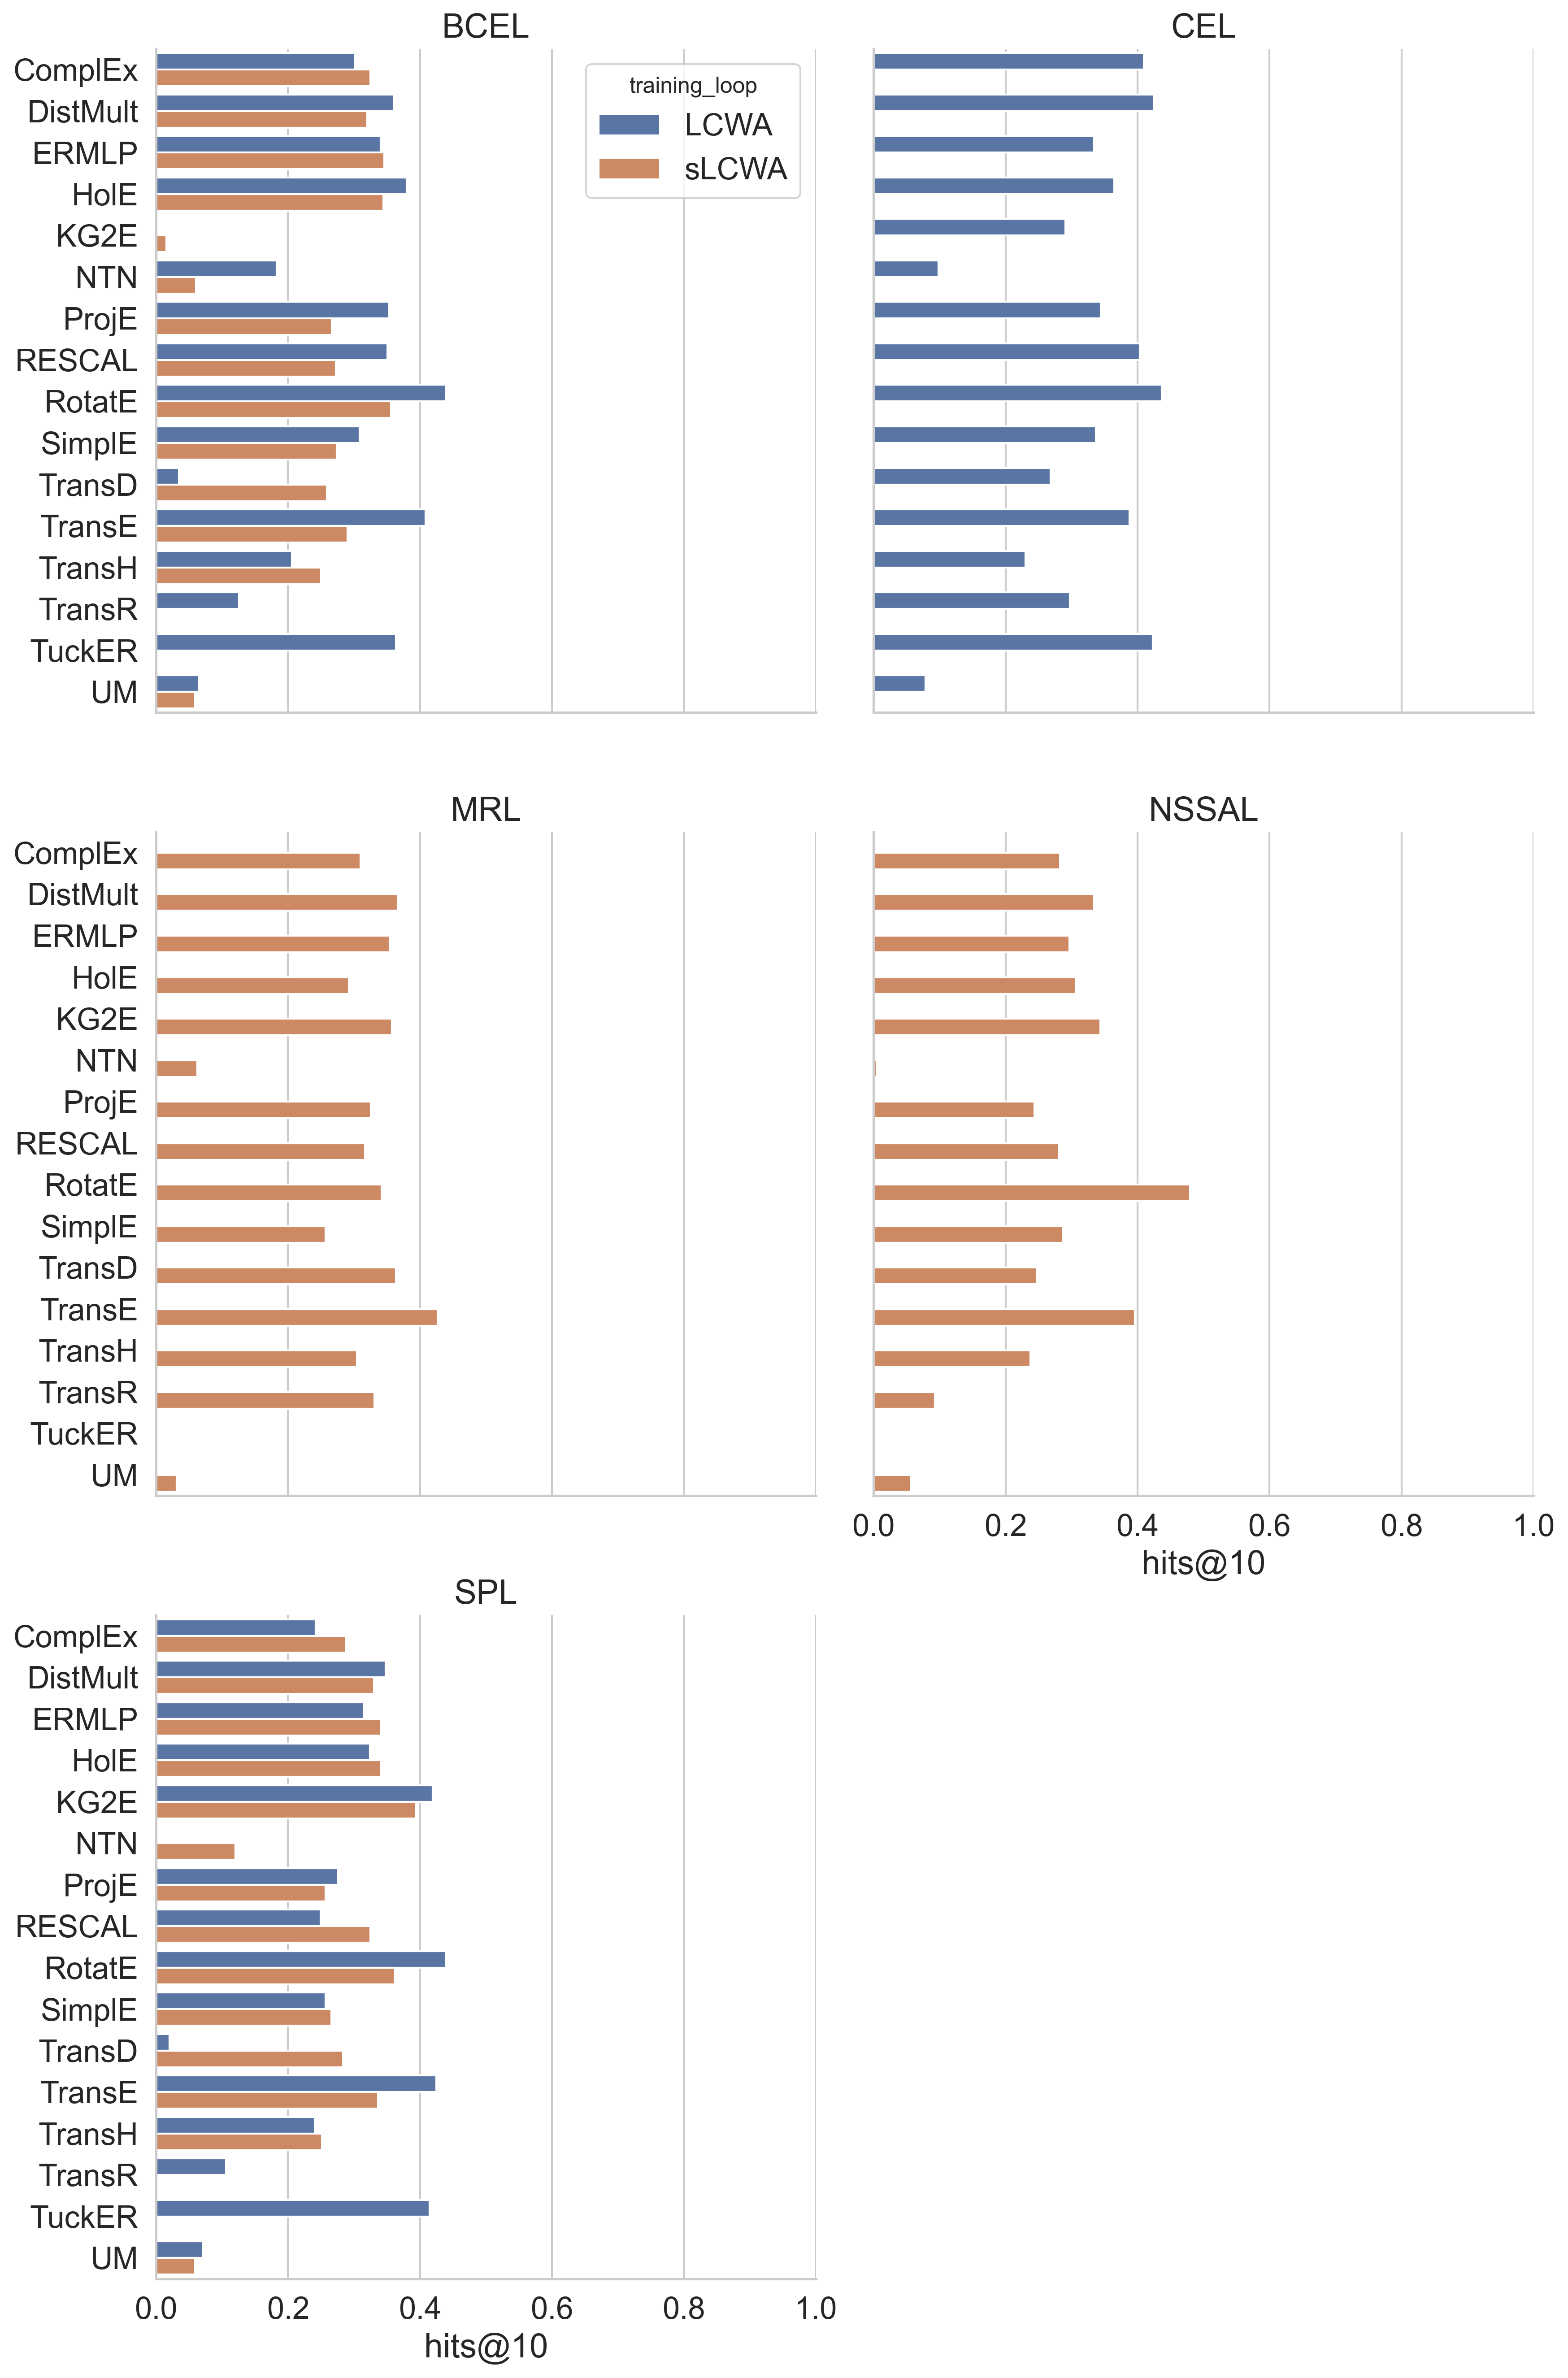 BCEL
ComplEx
DistMult
ERMLP
HolE
KG2E
NTN
ProjE
RESCAL
RotatE
SimplE
TransD
TransE
TransH
TransR
TuckER
UM
training_loop
LCWA
sLCWA
CEL
MRL
ComplEx
DistMult
ERMLP
HolE
KG2E
NTN
ProjE
RESCAL
RotatE
SimplE
TransD
TransE
TransH
TransR
TuckER
UM
NSSAL
0.0 0.2 0.4 0.6 0.8 1.0
hits@10
SPL
ComplEx
DistMult
ERMLP
HolE
KG2E
NTN
ProjE
RESCAL
RotatE
SimplE
TransD
TransE
TransH
TransR
TuckER
UM
0.0 0.2 0.4 0.6 0.8 1.0
hits@10